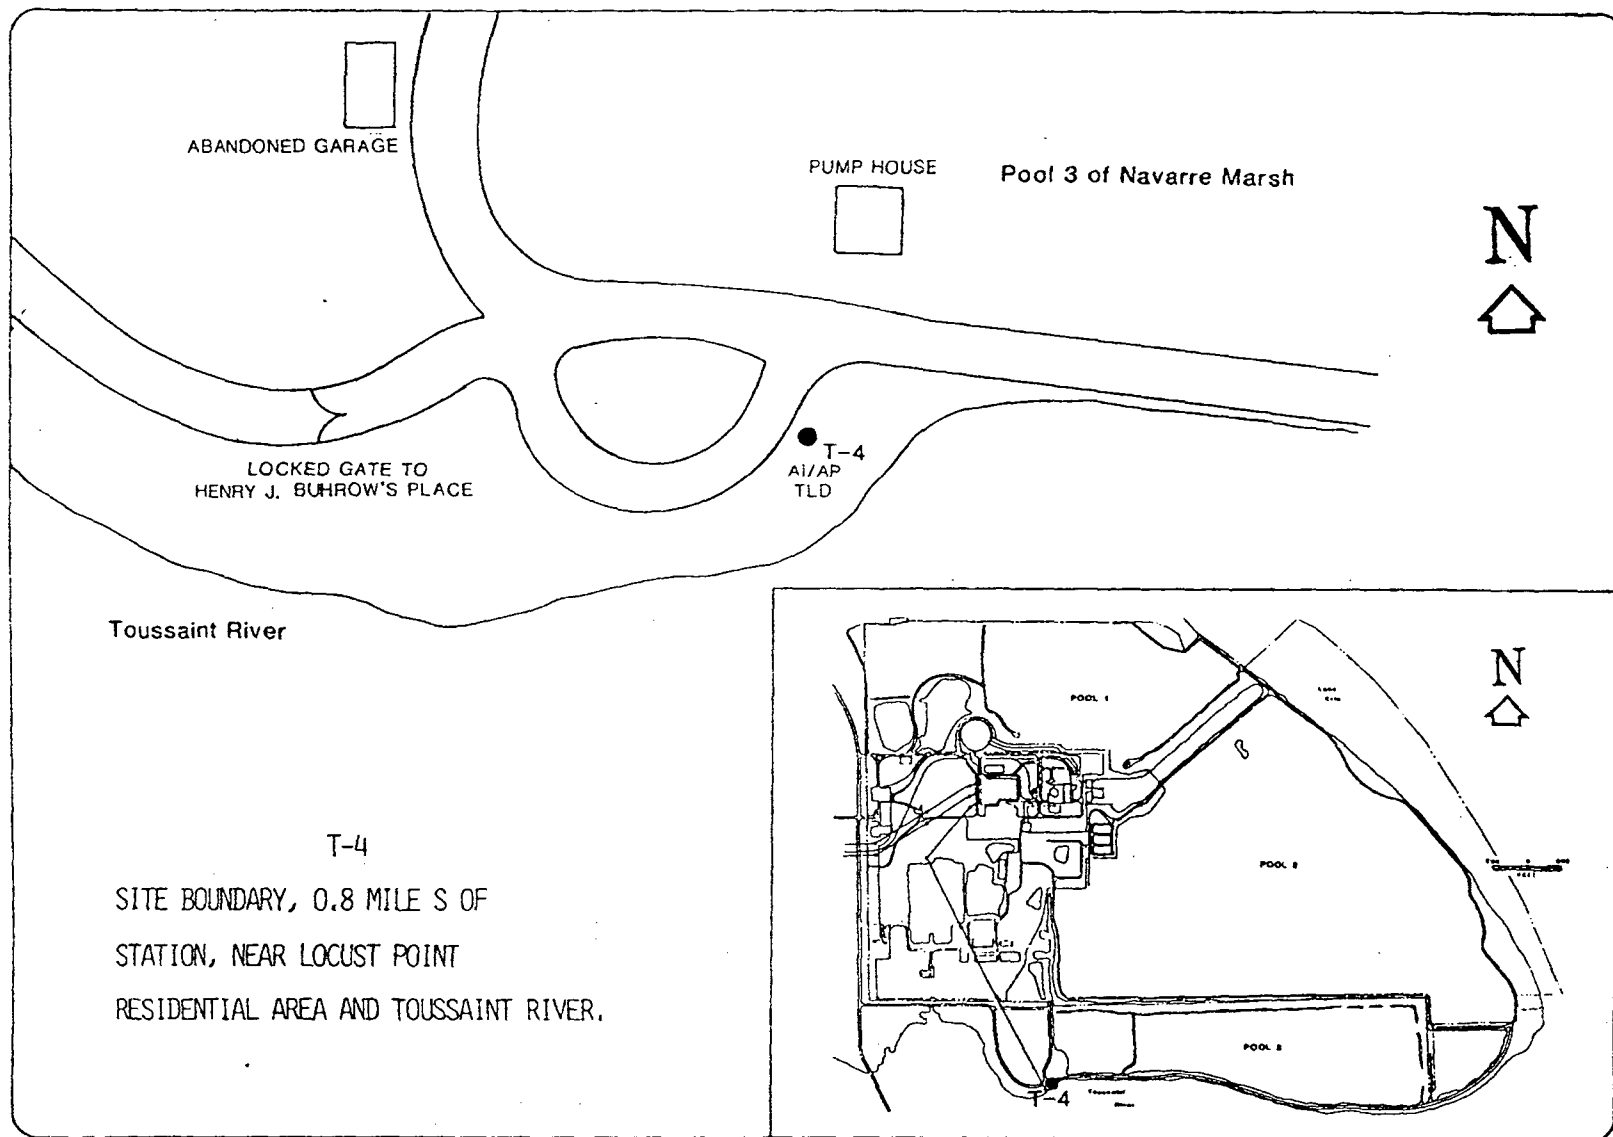 ABANDONED GARAGE
PUMP HOUSE
Pool 3 of Navarre Marsh
N
T-4
AI/AP
TLD
LOCKED GATE TO
HENRY J. BUHROW'S PLACE
Toussaint River
T-4
SITE BOUNDARY, 0.8 MILE S OF
STATION, NEAR LOCUST POINT
RESIDENTIAL AREA AND TOUSSAINT RIVER.
N
POOL 1
POOL 2
POOL 3
T-4
Toussaint
River